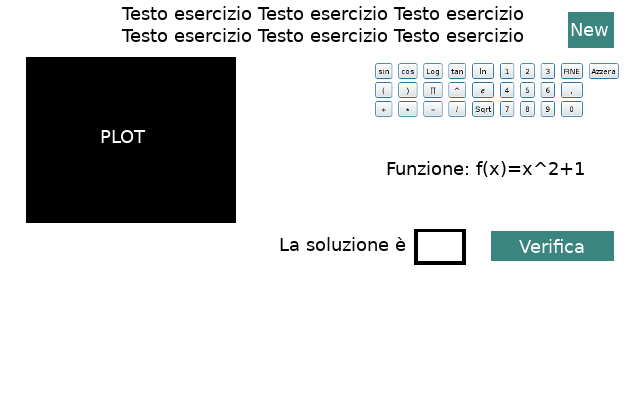 Testo esercizio Testo esercizio Testo esercizio
Testo esercizio Testo esercizio Testo esercizio
New
sin cos Log tan ln 1 2 3 FINE Azzera
( ) ∏ ^ e 4 5 6 .
+ * − / Sqrt 7 8 9 0
PLOT
Funzione: f(x)=x^2+1
La soluzione è
Verifica